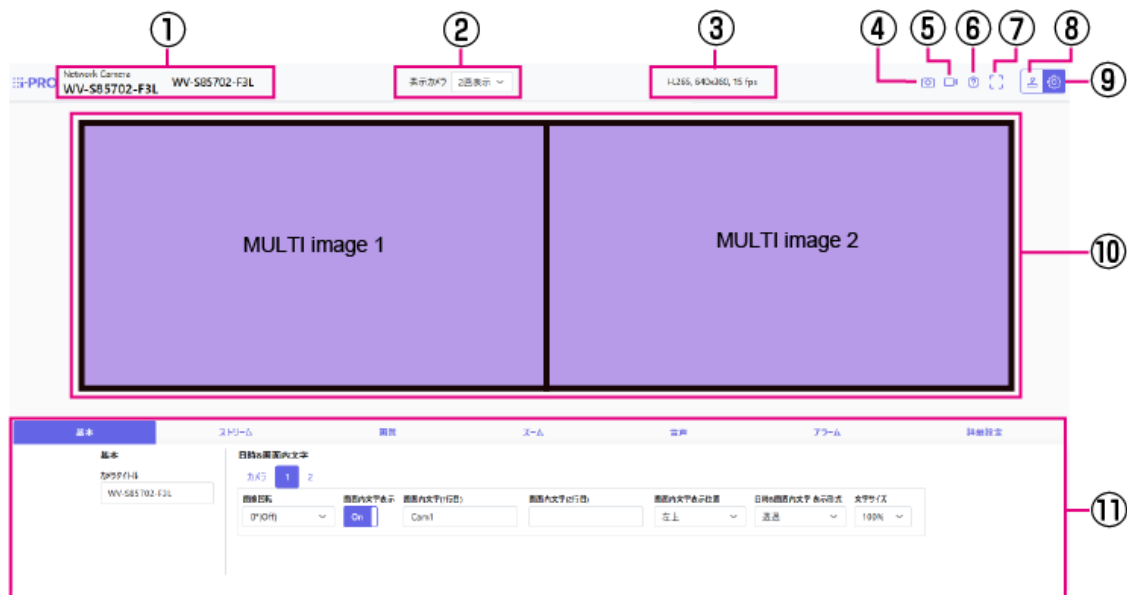 ① ② ③ ④ ⑤ ⑥ ⑦ ⑧
i-PRO Network Camera
WV-S85702-F3L WV-S85702-F3L 表示カメラ 2画表示 H.265, 640x360, 15 fps ⑨
MULTI image 1 MULTI image 2
⑩
基本 ストリーム 画質 ズーム 音声 アラーム 詳細設定
基本 日時&画面内文字
カメラタイトル カメラ 1 2
WV-S85702-F3L
画像回転 画面内文字表示 画面内文字(1行目) 画面内文字(2行目) 画面内文字表示位置 日時&画面内文字 表示形式 文字サイズ
0°(Off) On Cam1 左上 透過 100%
⑪